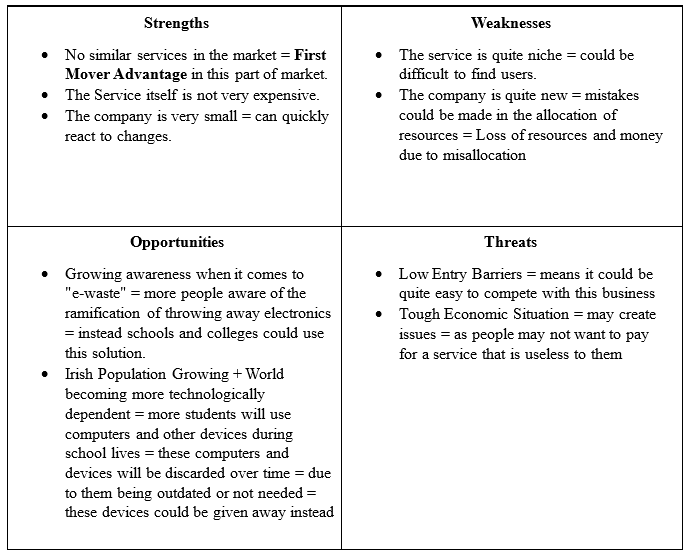 Strengths
• No similar services in the market = First
Mover Advantage in this part of market.
• The Service itself is not very expensive.
• The company is very small = can quickly
react to changes.
Weaknesses
• The service is quite niche = could be
difficult to find users.
• The company is quite new = mistakes
could be made in the allocation of
resources = Loss of resources and money
due to misallocation
Opportunities
• Growing awareness when it comes to
"e-waste" = more people aware of the
ramification of throwing away electronics
= instead schools and colleges could use
this solution.
• Irish Population Growing + World
becoming more technologically
dependent = more students will use
computers and other devices during
school lives = these computers and
devices will be discarded over time = due
to them being outdated or not needed =
these devices could be given away instead
Threats
• Low Entry Barriers = means it could be
quite easy to compete with this business
• Tough Economic Situation = may create
issues = as people may not want to pay
for a service that is useless to them